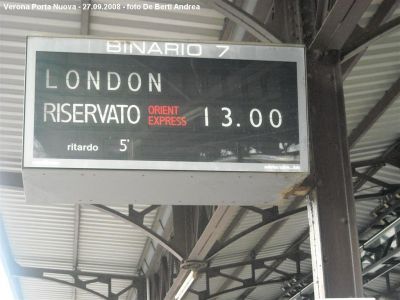 Verona Porta Nuova - 27.09.2008 - foto De Berti Andrea
BINARIO 7
LONDON
RISERVATO ORIENT EXPRESS 13.00
ritardo 5'